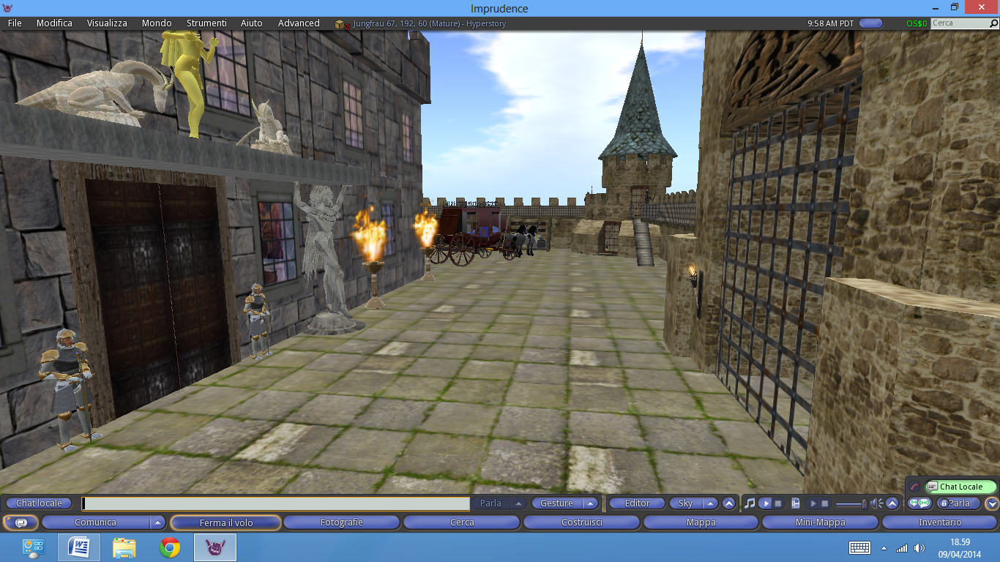 Imprudence
File Modifica Visualizza Mondo Strumenti Aiuto Advanced Jungfrau 67, 192, 60 (Mature) - Hyperstory 9:58 AM PDT OS$0 Cerca
Chat Locale
Chat locale Parla Gesture Editor Sky Parla
Comunica Ferma il volo Fotografie Cerca Costruisci Mappa Mini-Mappa Inventario
18.59
09/04/2014